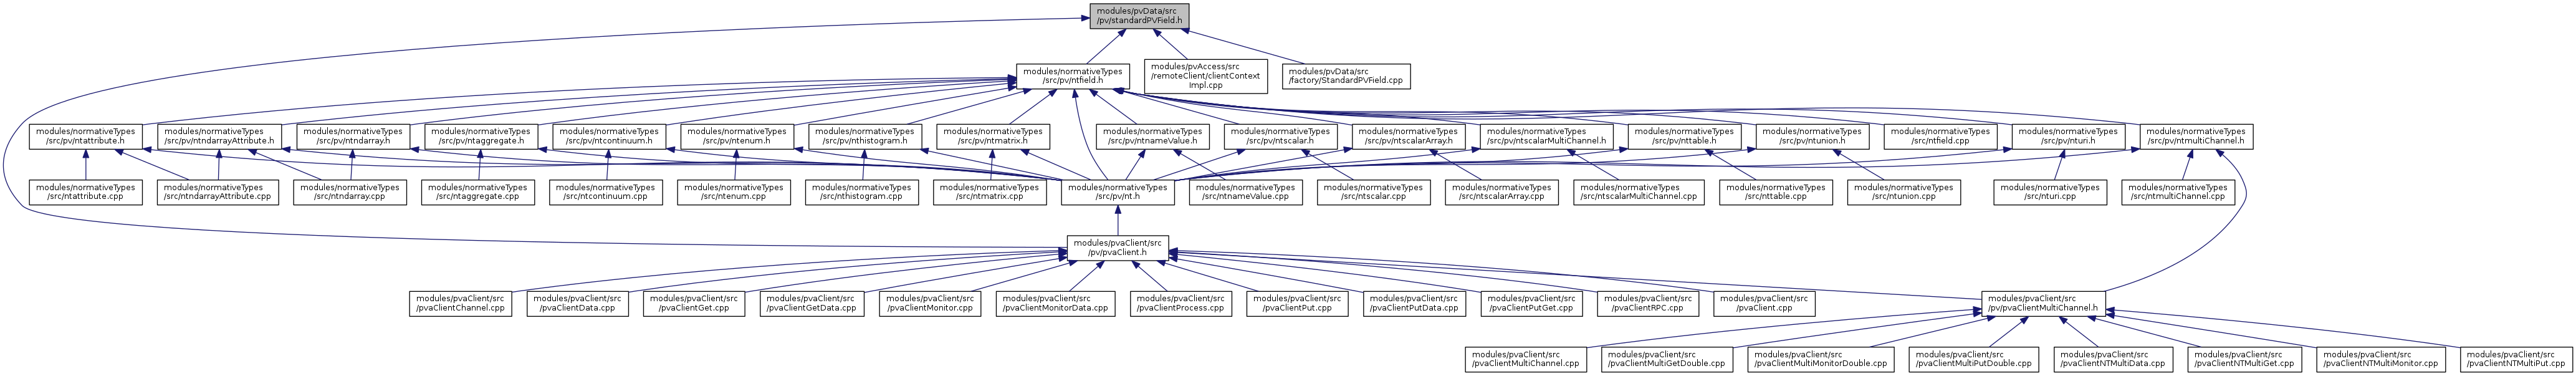 modules/pvData/src
/pv/standardPVField.h
modules/normativeTypes
/src/pv/ntfield.h
modules/pvAccess/src
/remoteClient/clientContext
Impl.cpp
modules/pvData/src
/factory/StandardPVField.cpp
modules/normativeTypes
/src/pv/ntattribute.h
modules/normativeTypes
/src/pv/ntndarrayAttribute.h
modules/normativeTypes
/src/pv/ntndarray.h
modules/normativeTypes
/src/pv/ntaggregate.h
modules/normativeTypes
/src/pv/ntcontinuum.h
modules/normativeTypes
/src/pv/ntenum.h
modules/normativeTypes
/src/pv/nthistogram.h
modules/normativeTypes
/src/pv/ntmatrix.h
modules/normativeTypes
/src/pv/ntnameValue.h
modules/normativeTypes
/src/pv/ntscalar.h
modules/normativeTypes
/src/pv/ntscalarArray.h
modules/normativeTypes
/src/pv/ntscalarMultiChannel.h
modules/normativeTypes
/src/pv/nttable.h
modules/normativeTypes
/src/pv/ntunion.h
modules/normativeTypes
/src/ntfield.cpp
modules/normativeTypes
/src/pv/nturi.h
modules/normativeTypes
/src/pv/ntmultiChannel.h
modules/normativeTypes
/src/ntattribute.cpp
modules/normativeTypes
/src/ntndarrayAttribute.cpp
modules/normativeTypes
/src/ntndarray.cpp
modules/normativeTypes
/src/ntaggregate.cpp
modules/normativeTypes
/src/ntcontinuum.cpp
modules/normativeTypes
/src/ntenum.cpp
modules/normativeTypes
/src/nthistogram.cpp
modules/normativeTypes
/src/ntmatrix.cpp
modules/normativeTypes
/src/pv/nt.h
modules/normativeTypes
/src/ntnameValue.cpp
modules/normativeTypes
/src/ntscalar.cpp
modules/normativeTypes
/src/ntscalarArray.cpp
modules/normativeTypes
/src/ntscalarMultiChannel.cpp
modules/normativeTypes
/src/nttable.cpp
modules/normativeTypes
/src/ntunion.cpp
modules/normativeTypes
/src/nturi.cpp
modules/normativeTypes
/src/ntmultiChannel.cpp
modules/pvaClient/src
/pv/pvaClient.h
modules/pvaClient/src
/pvaClientChannel.cpp
modules/pvaClient/src
/pvaClientData.cpp
modules/pvaClient/src
/pvaClientGet.cpp
modules/pvaClient/src
/pvaClientGetData.cpp
modules/pvaClient/src
/pvaClientMonitor.cpp
modules/pvaClient/src
/pvaClientMonitorData.cpp
modules/pvaClient/src
/pvaClientProcess.cpp
modules/pvaClient/src
/pvaClientPut.cpp
modules/pvaClient/src
/pvaClientPutData.cpp
modules/pvaClient/src
/pvaClientPutGet.cpp
modules/pvaClient/src
/pvaClientRPC.cpp
modules/pvaClient/src
/pvaClient.cpp
modules/pvaClient/src
/pv/pvaClientMultiChannel.h
modules/pvaClient/src
/pvaClientMultiChannel.cpp
modules/pvaClient/src
/pvaClientMultiGetDouble.cpp
modules/pvaClient/src
/pvaClientMultiMonitorDouble.cpp
modules/pvaClient/src
/pvaClientMultiPutDouble.cpp
modules/pvaClient/src
/pvaClientNTMultiData.cpp
modules/pvaClient/src
/pvaClientNTMultiGet.cpp
modules/pvaClient/src
/pvaClientNTMultiMonitor.cpp
modules/pvaClient/src
/pvaClientNTMultiPut.cpp